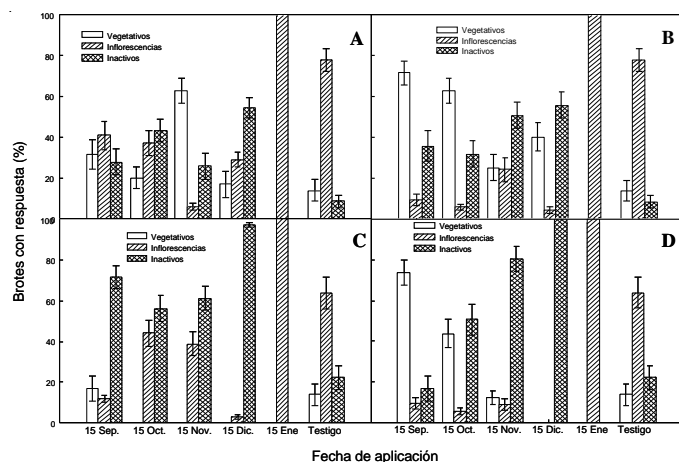 100
80
60
40
20
0
100
80
60
40
20
0
Brotes con respuesta (%)
Vegetativos
Inflorescencias
Inactivos
A
Vegetativos
Inflorescencias
Inactivos
B
Vegetativos
Inflorescencias
Inactivos
C
Vegetativos
Inflorescencias
Inactivos
D
15 Sep. 15 Oct. 15 Nov. 15 Dic. 15 Ene Testigo
15 Sep. 15 Oct. 15 Nov. 15 Dic. 15 Ene Testigo
Fecha de aplicación